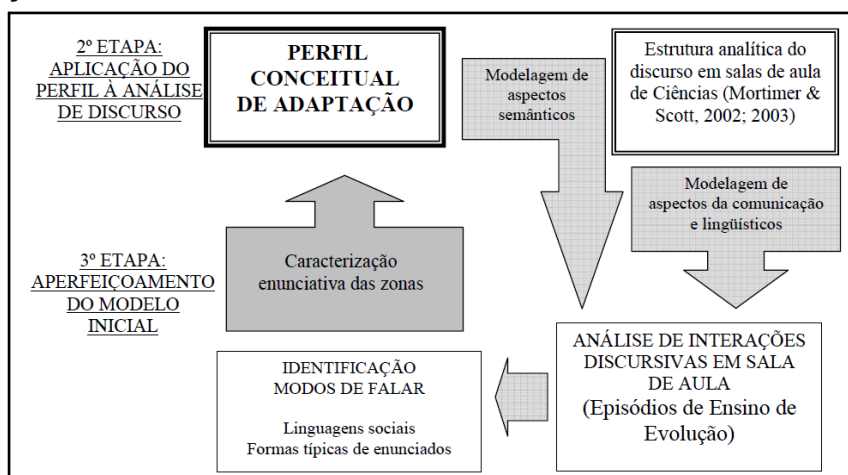 2º ETAPA:
APLICAÇÃO DO
PERFIL À ANÁLISE
DE DISCURSO
PERFIL
CONCEITUAL
DE ADAPTAÇÃO
Modelagem de
aspectos
semânticos
Estrutura analítica do
discurso em salas de aula
de Ciências (Mortimer &
Scott, 2002; 2003)
Modelagem de
aspectos da comunicação
e lingüísticos
3º ETAPA:
APERFEIÇOAMENTO
DO MODELO
INICIAL
Caracterização
enunciativa das zonas
ANÁLISE DE INTERAÇÕES
DISCURSIVAS EM SALA
DE AULA
(Episódios de Ensino de
Evolução)
IDENTIFICAÇÃO
MODOS DE FALAR
Linguagens sociais
Formas típicas de enunciados